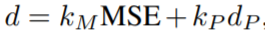 d = k_M MSE + k_P d_P,